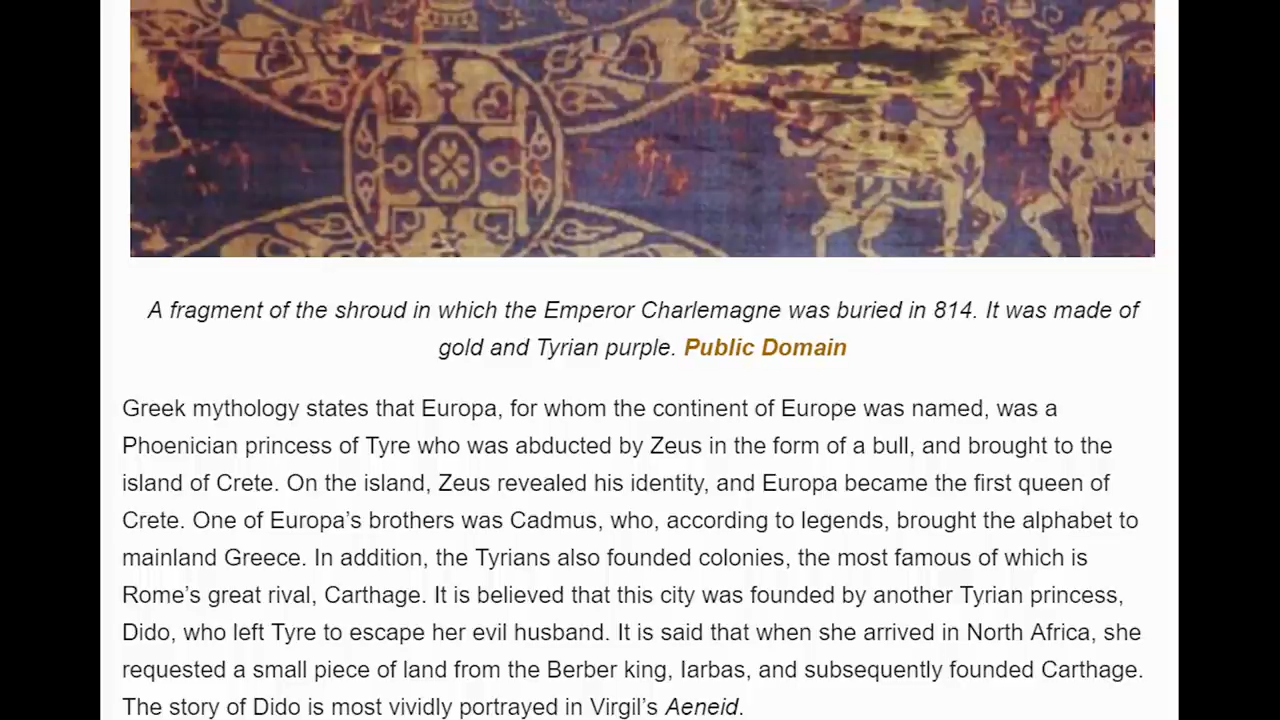 A fragment of the shroud in which the Emperor Charlemagne was buried in 814. It was made of
gold and Tyrian purple. Public Domain
Greek mythology states that Europa, for whom the continent of Europe was named, was a
Phoenician princess of Tyre who was abducted by Zeus in the form of a bull, and brought to the
island of Crete. On the island, Zeus revealed his identity, and Europa became the first queen of
Crete. One of Europa’s brothers was Cadmus, who, according to legends, brought the alphabet to
mainland Greece. In addition, the Tyrians also founded colonies, the most famous of which is
Rome’s great rival, Carthage. It is believed that this city was founded by another Tyrian princess,
Dido, who left Tyre to escape her evil husband. It is said that when she arrived in North Africa, she
requested a small piece of land from the Berber king, Iarbas, and subsequently founded Carthage.
The story of Dido is most vividly portrayed in Virgil’s Aeneid.